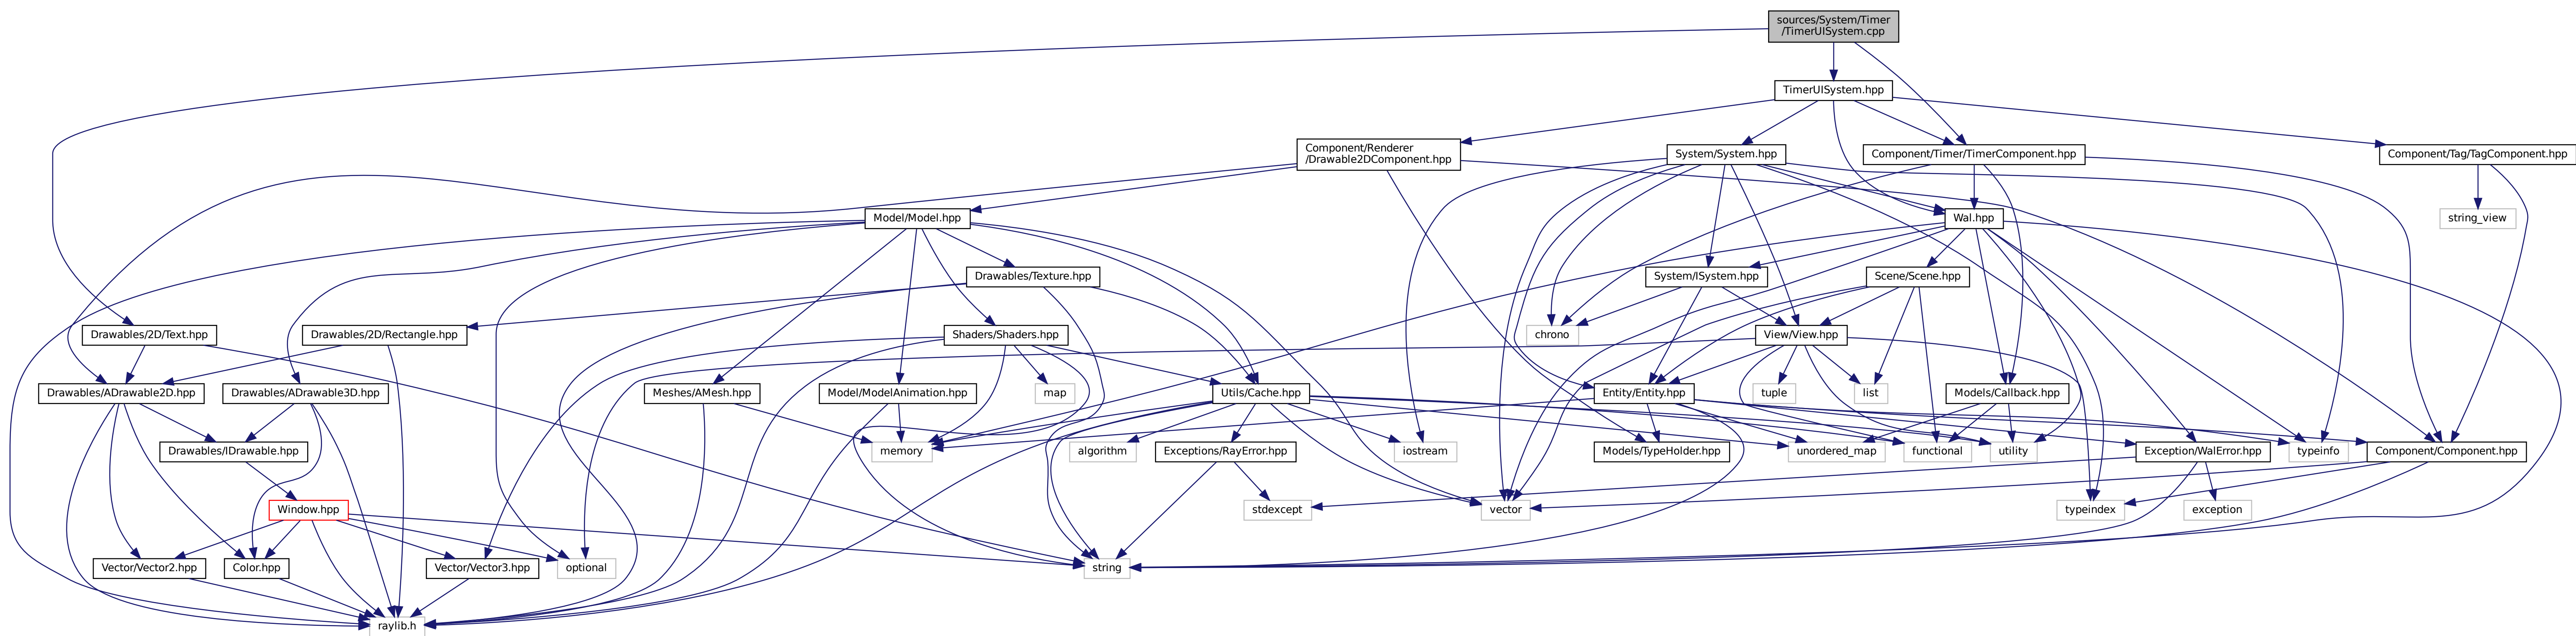 sources/System/Timer
/TimerUISystem.cpp
TimerUISystem.hpp
Component/Renderer
/Drawable2DComponent.hpp
System/System.hpp
Component/Timer/TimerComponent.hpp
Component/Tag/TagComponent.hpp
Model/Model.hpp
Wal.hpp
string_view
Drawables/Texture.hpp
System/ISystem.hpp
Scene/Scene.hpp
Drawables/2D/Text.hpp
Drawables/2D/Rectangle.hpp
Shaders/Shaders.hpp
chrono
View/View.hpp
Drawables/ADrawable2D.hpp
Drawables/ADrawable3D.hpp
Meshes/AMesh.hpp
Model/ModelAnimation.hpp
map
Utils/Cache.hpp
Entity/Entity.hpp
tuple
list
Models/Callback.hpp
Drawables/IDrawable.hpp
memory
algorithm
Exceptions/RayError.hpp
iostream
Models/TypeHolder.hpp
unordered_map
functional
utility
Exception/WalError.hpp
typeinfo
Component/Component.hpp
Window.hpp
stdexcept
vector
typeindex
exception
Vector/Vector2.hpp
Color.hpp
Vector/Vector3.hpp
optional
string
raylib.h